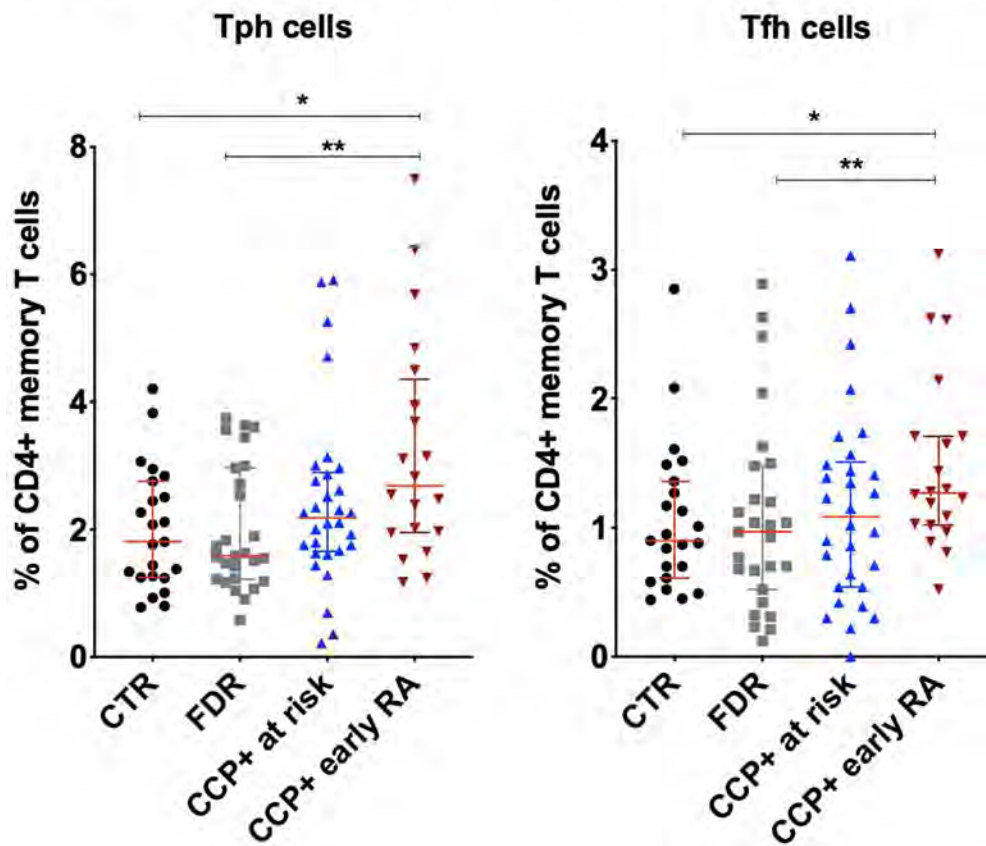 Tph cells
Tfh cells
*
**
% of CD4+ memory T cells
8
6
4
2
0
CTR
FDR
CCP+ at risk
CCP+ early RA
*
**
% of CD4+ memory T cells
4
3
2
1
0
CTR
FDR
CCP+ at risk
CCP+ early RA